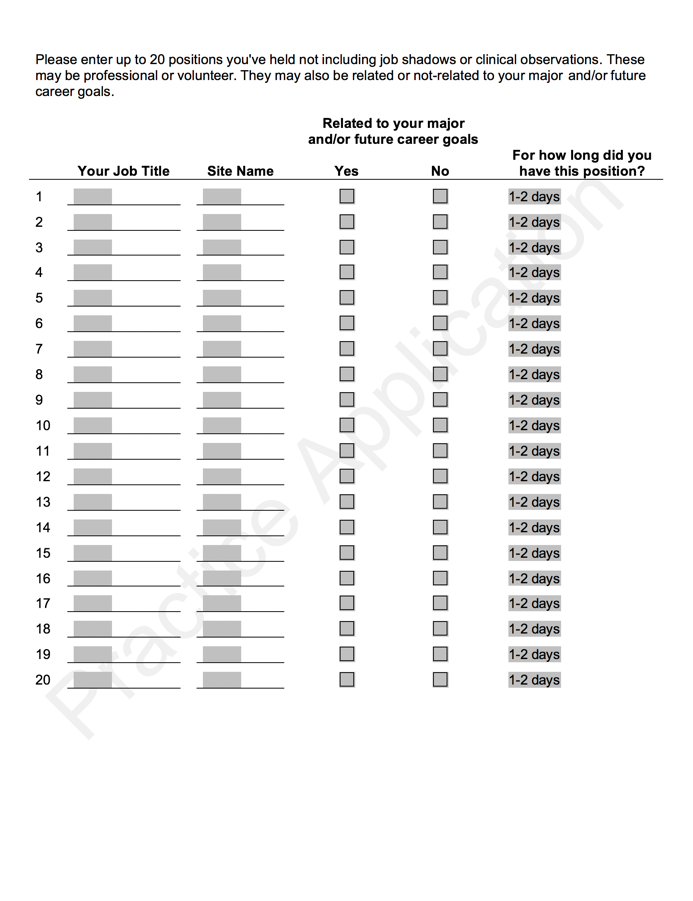 Please enter up to 20 positions you've held not including job shadows or clinical observations. These
may be professional or volunteer. They may also be related or not-related to your major and/or future
career goals.
Related to your major
and/or future career goals
For how long did you
Your Job Title Site Name Yes No have this position?
1 1-2 days
2 1-2 days
3 1-2 days
4 1-2 days
5 1-2 days
6 1-2 days
7 1-2 days
8 1-2 days
9 1-2 days
10 1-2 days
11 1-2 days
12 1-2 days
13 1-2 days
14 1-2 days
15 1-2 days
16 1-2 days
17 1-2 days
18 1-2 days
19 1-2 days
20 1-2 days
Practice Application